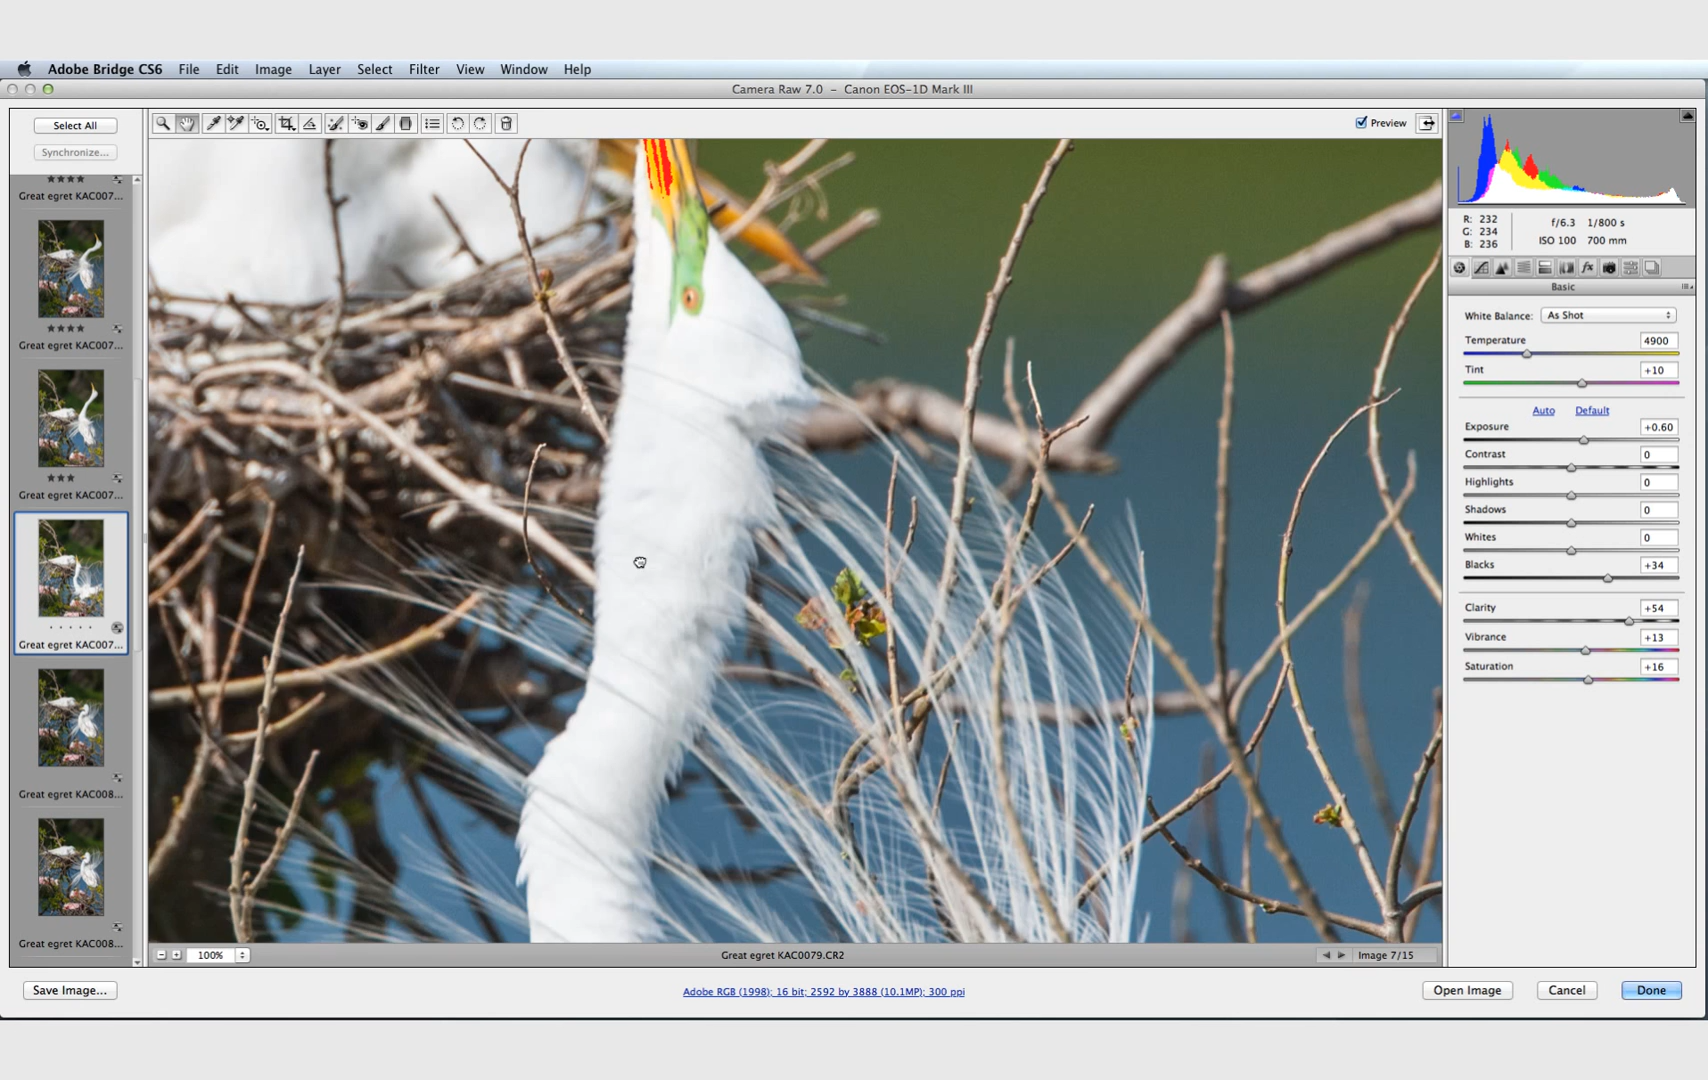 Adobe Bridge CS6 File Edit Image Layer Select Filter View Window Help
Camera Raw 7.0 - Canon EOS-1D Mark III
Select All
Synchronize...
Preview
★★★★
Great egret KAC007...
★★★★
Great egret KAC007...
★★★
Great egret KAC007...
Great egret KAC007...
Great egret KAC008...
Great egret KAC008...
R: 232
G: 234
B: 236
f/6.3 1/800 s
ISO 100 700 mm
fx
Basic
White Balance: As Shot
Temperature 4900
Tint +10
Auto Default
Exposure +0.60
Contrast 0
Highlights 0
Shadows 0
Whites 0
Blacks +34
Clarity +54
Vibrance +13
Saturation +16
100%
Great egret KAC0079.CR2
Image 7/15
Save Image...
Adobe RGB (1998); 16 bit; 2592 by 3888 (10.1MP); 300 ppi
Open Image
Cancel
Done